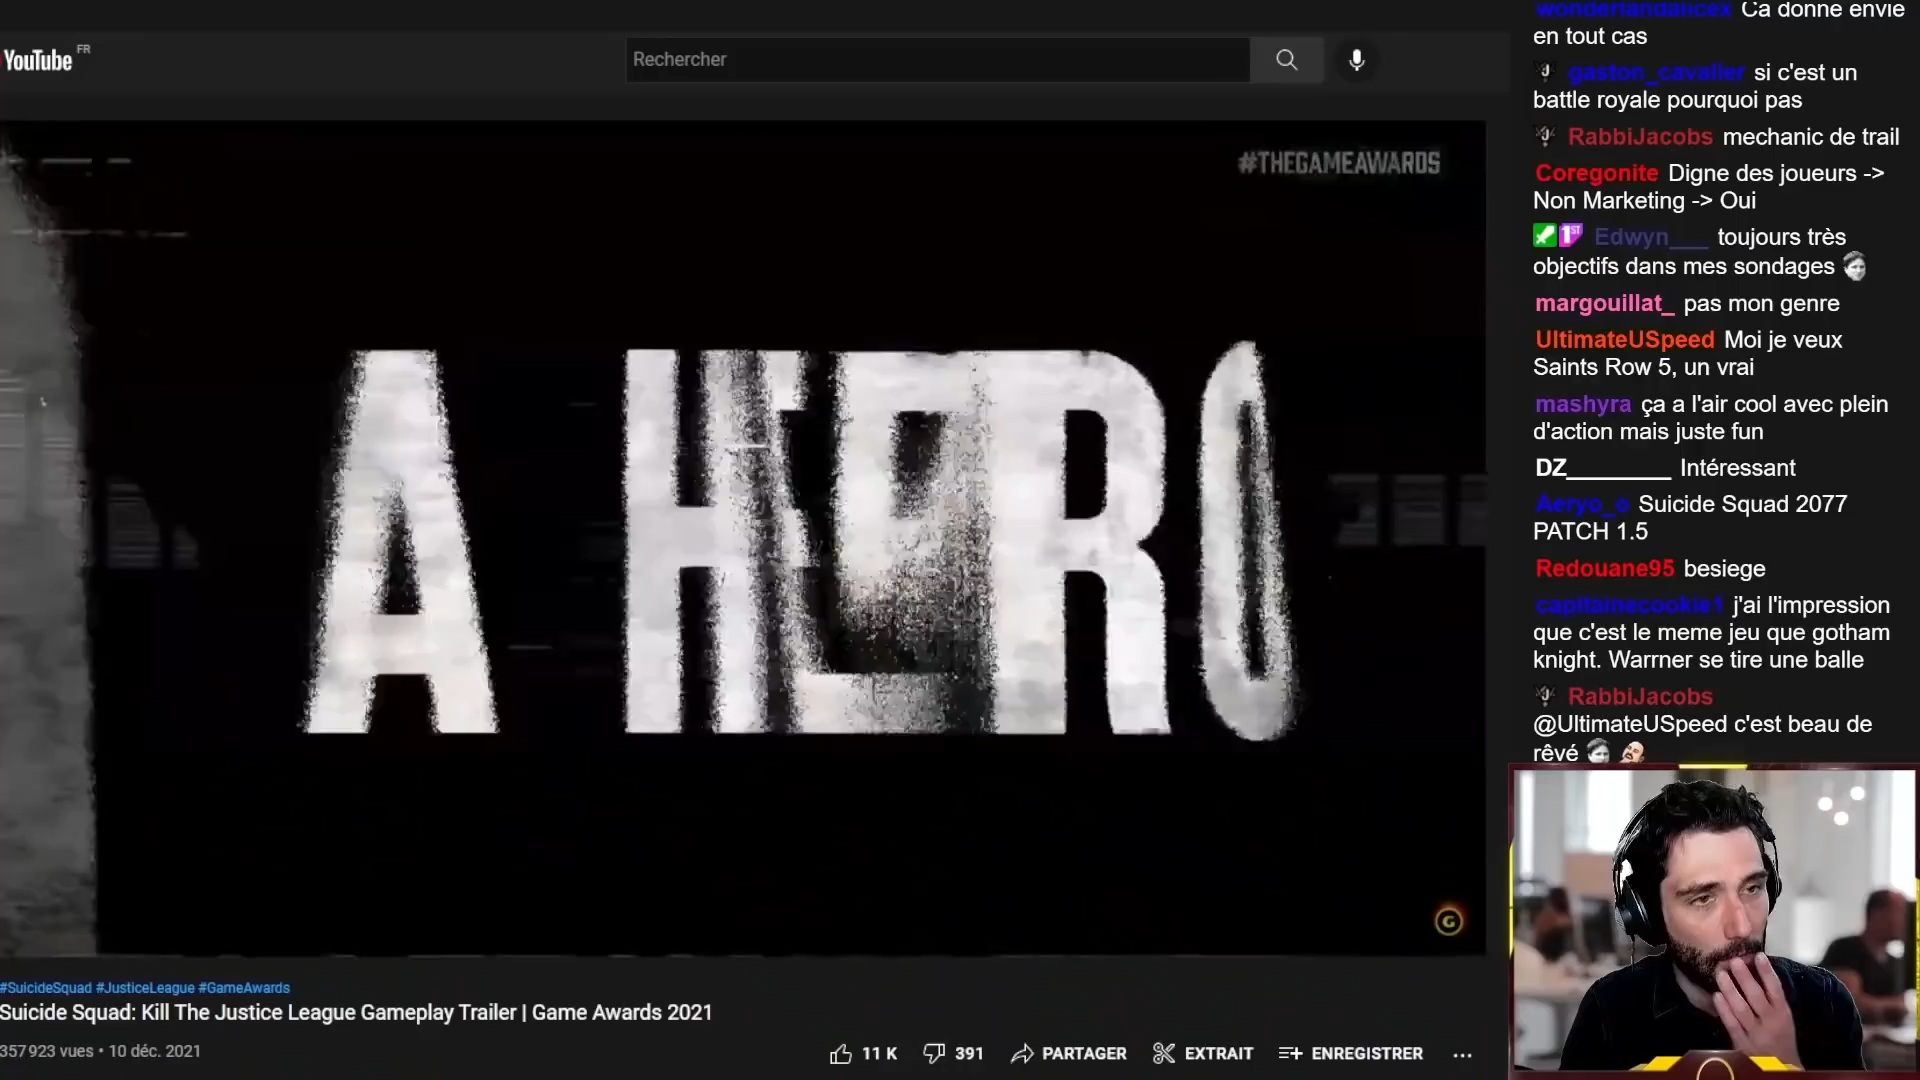 YouTube FR
Rechercher
#THEGAMEAWARDS
A HERO
G
#SuicideSquad #JusticeLeague #GameAwards
Suicide Squad: Kill The Justice League Gameplay Trailer | Game Awards 2021
357 923 vues • 10 déc. 2021
11 K
391
PARTAGER
EXTRAIT
ENREGISTRER
wonderlandalicex Ca donne envie
en tout cas
gaston_cavalier si c'est un
battle royale pourquoi pas
RabbiJacobs mechanic de trail
Coregonite Digne des joueurs ->
Non Marketing -> Oui
1ST Edwyn___ toujours très
objectifs dans mes sondages
margouillat_ pas mon genre
UltimateUSpeed Moi je veux
Saints Row 5, un vrai
mashyra ça a l'air cool avec plein
d'action mais juste fun
DZ________ Intéressant
Aeryo_o Suicide Squad 2077
PATCH 1.5
Redouane95 besiege
capitainecookie1 j'ai l'impression
que c'est le meme jeu que gotham
knight. Warrner se tire une balle
RabbiJacobs
@UltimateUSpeed c'est beau de
rêvé